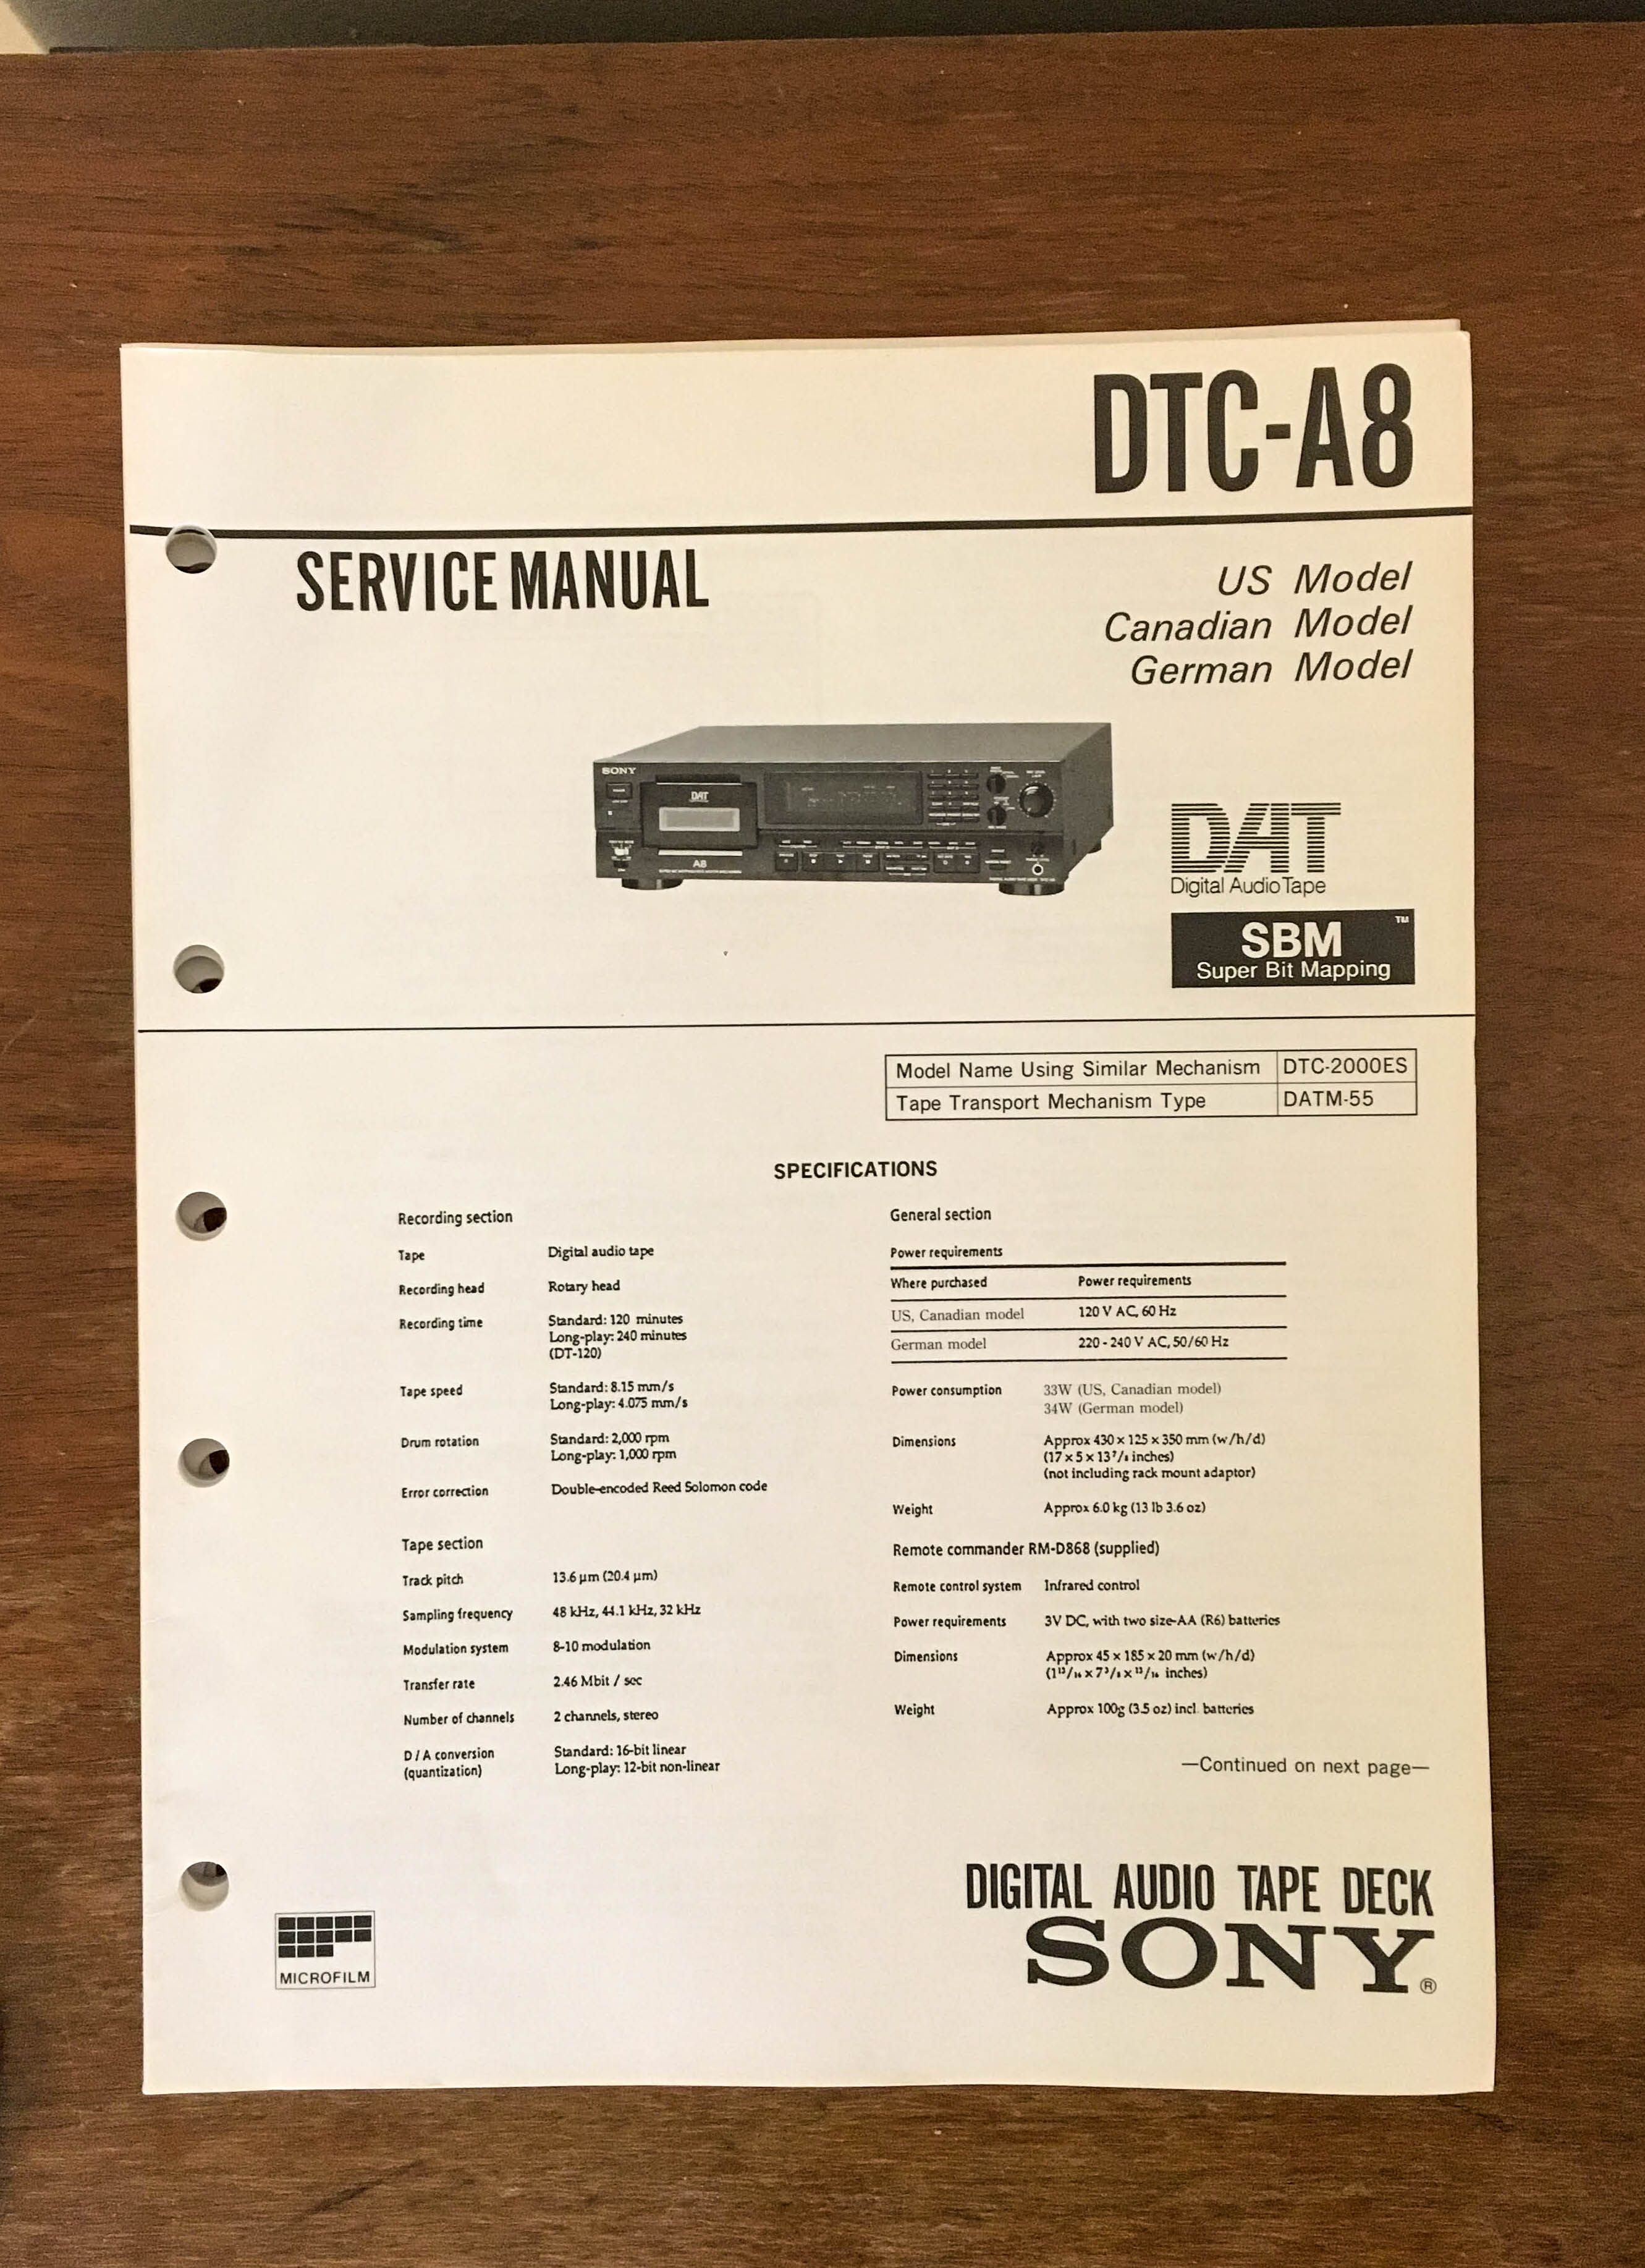 DTC-A8
SERVICE MANUAL
US Model
Canadian Model
German Model
SONY
DAT
A8
DAT
Digital Audio Tape
SBM ™
Super Bit Mapping
Model Name Using Similar Mechanism DTC-2000ES
Tape Transport Mechanism Type DATM-55
SPECIFICATIONS
Recording section
Tape Digital audio tape
Recording head Rotary head
Recording time Standard: 120 minutes
Long-play: 240 minutes
(DT-120)
Tape speed Standard: 8.15 mm/s
Long-play: 4.075 mm/s
Drum rotation Standard: 2,000 rpm
Long-play: 1,000 rpm
Error correction Double-encoded Reed Solomon code
Tape section
Track pitch 13.6 µm (20.4 µm)
Sampling frequency 48 kHz, 44.1 kHz, 32 kHz
Modulation system 8-10 modulation
Transfer rate 2.46 Mbit / sec
Number of channels 2 channels, stereo
D / A conversion Standard: 16-bit linear
(quantization) Long-play: 12-bit non-linear
General section
Power requirements
Where purchased Power requirements
US, Canadian model 120 V AC, 60 Hz
German model 220 - 240 V AC, 50/60 Hz
Power consumption 33W (US, Canadian model)
34W (German model)
Dimensions Approx 430 × 125 × 350 mm (w/h/d)
(17 × 5 × 13 7/8 inches)
(not including rack mount adaptor)
Weight Approx 6.0 kg (13 lb 3.6 oz)
Remote commander RM-D868 (supplied)
Remote control system Infrared control
Power requirements 3V DC, with two size-AA (R6) batteries
Dimensions Approx 45 × 185 × 20 mm (w/h/d)
(1 13/16 × 7 3/8 × 13/16 inches)
Weight Approx 100g (3.5 oz) incl. batteries
—Continued on next page—
DIGITAL AUDIO TAPE DECK
SONY®
MICROFILM